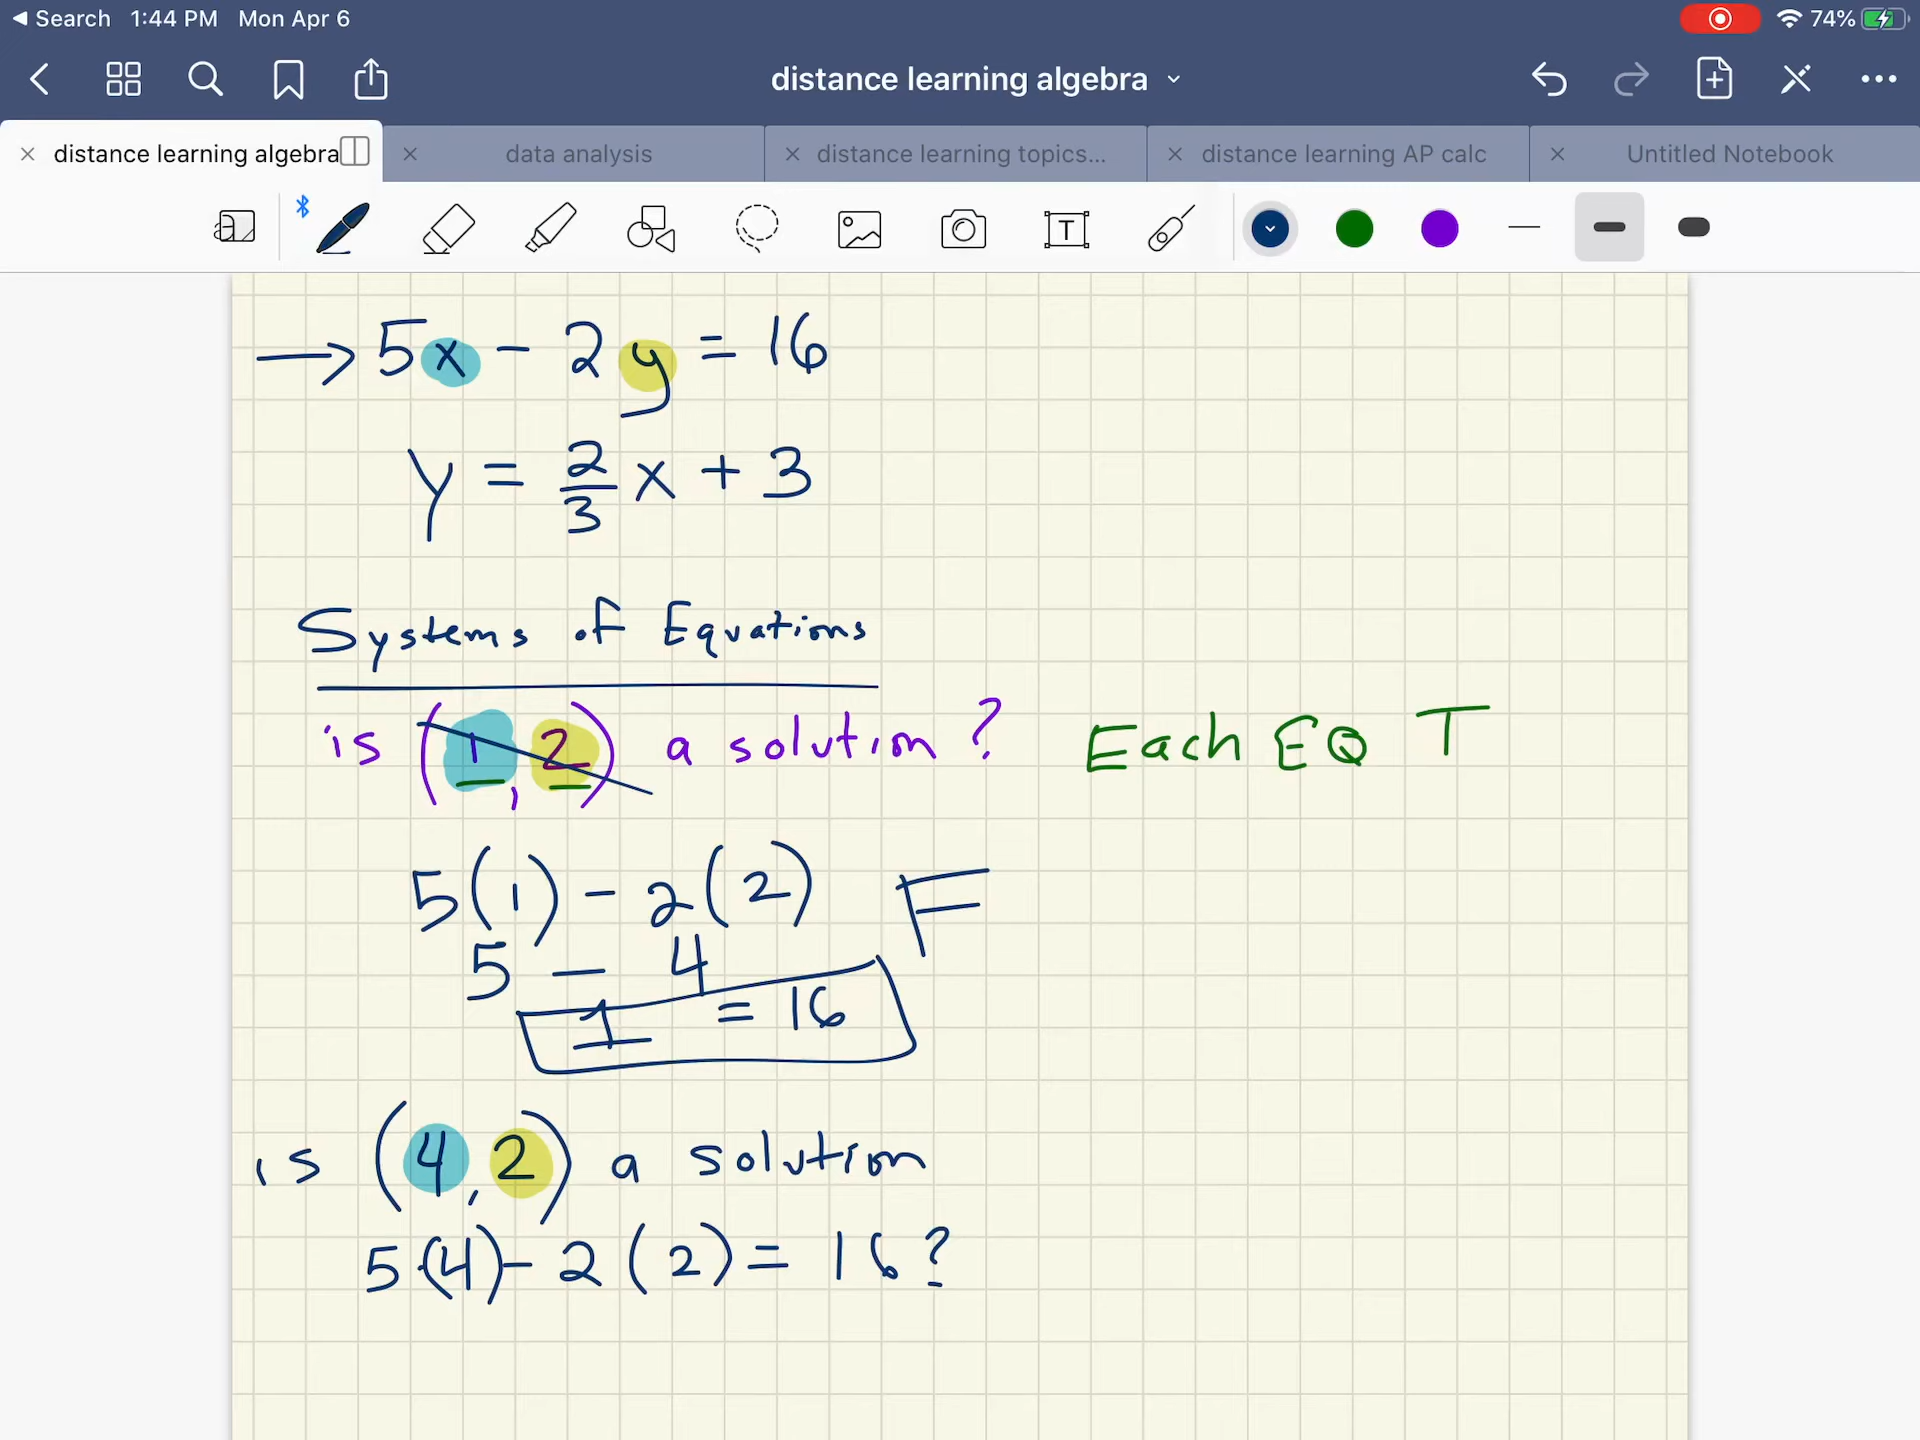 Search 1:44 PM Mon Apr 6 74%
distance learning algebra
distance learning algebra data analysis distance learning topics... distance learning AP calc Untitled Notebook
T
→ 5x - 2y = 16
y = 2/3 x + 3
Systems of Equations
is (1, 2) a solution? Each EQ T
5(1) - 2(2) F
5 - 4
1 = 16
is (4, 2) a solution
5(4) - 2(2) = 16?